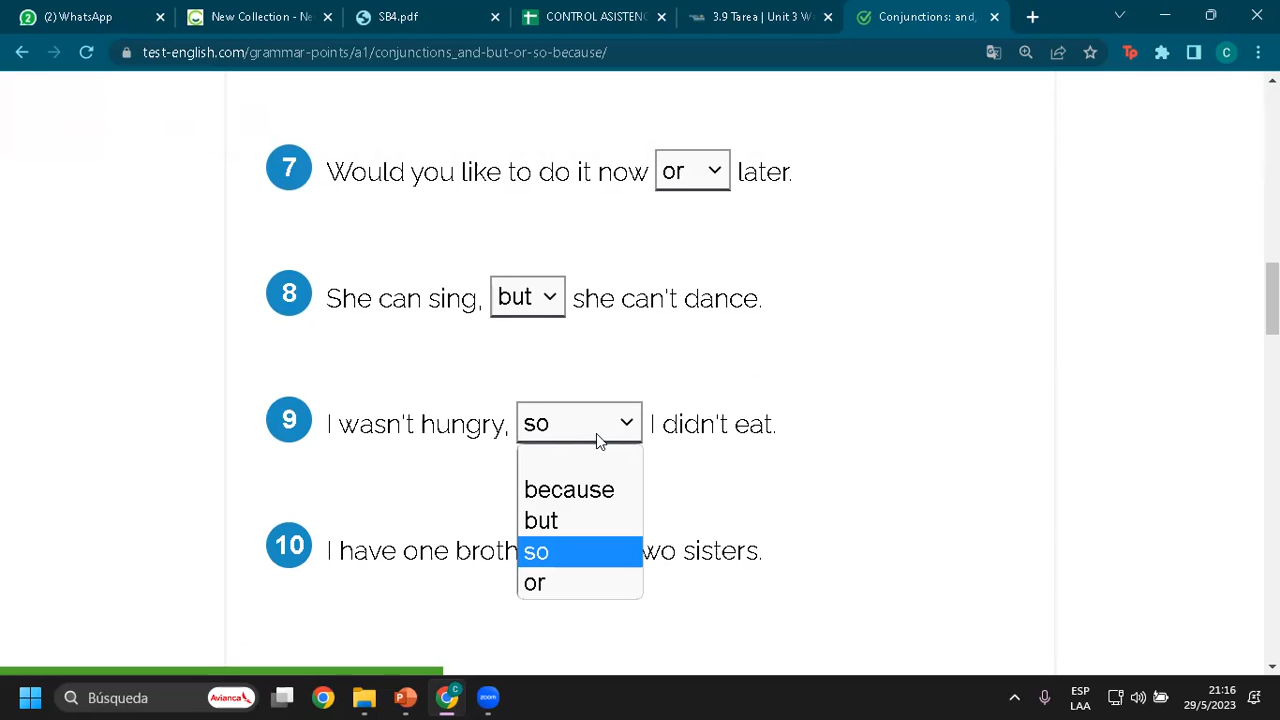 (2) WhatsApp
New Collection - Ne
SB4.pdf
CONTROL ASISTENC
3.9 Tarea | Unit 3 W
Conjunctions: and,
test-english.com/grammar-points/a1/conjunctions_and-but-or-so-because/
7 Would you like to do it now or later.
8 She can sing, but she can't dance.
9 I wasn't hungry, so I didn't eat.
because
but
so
or
10 I have one broth wo sisters.
Búsqueda
Avianca
ESP
LAA
21:16
29/5/2023